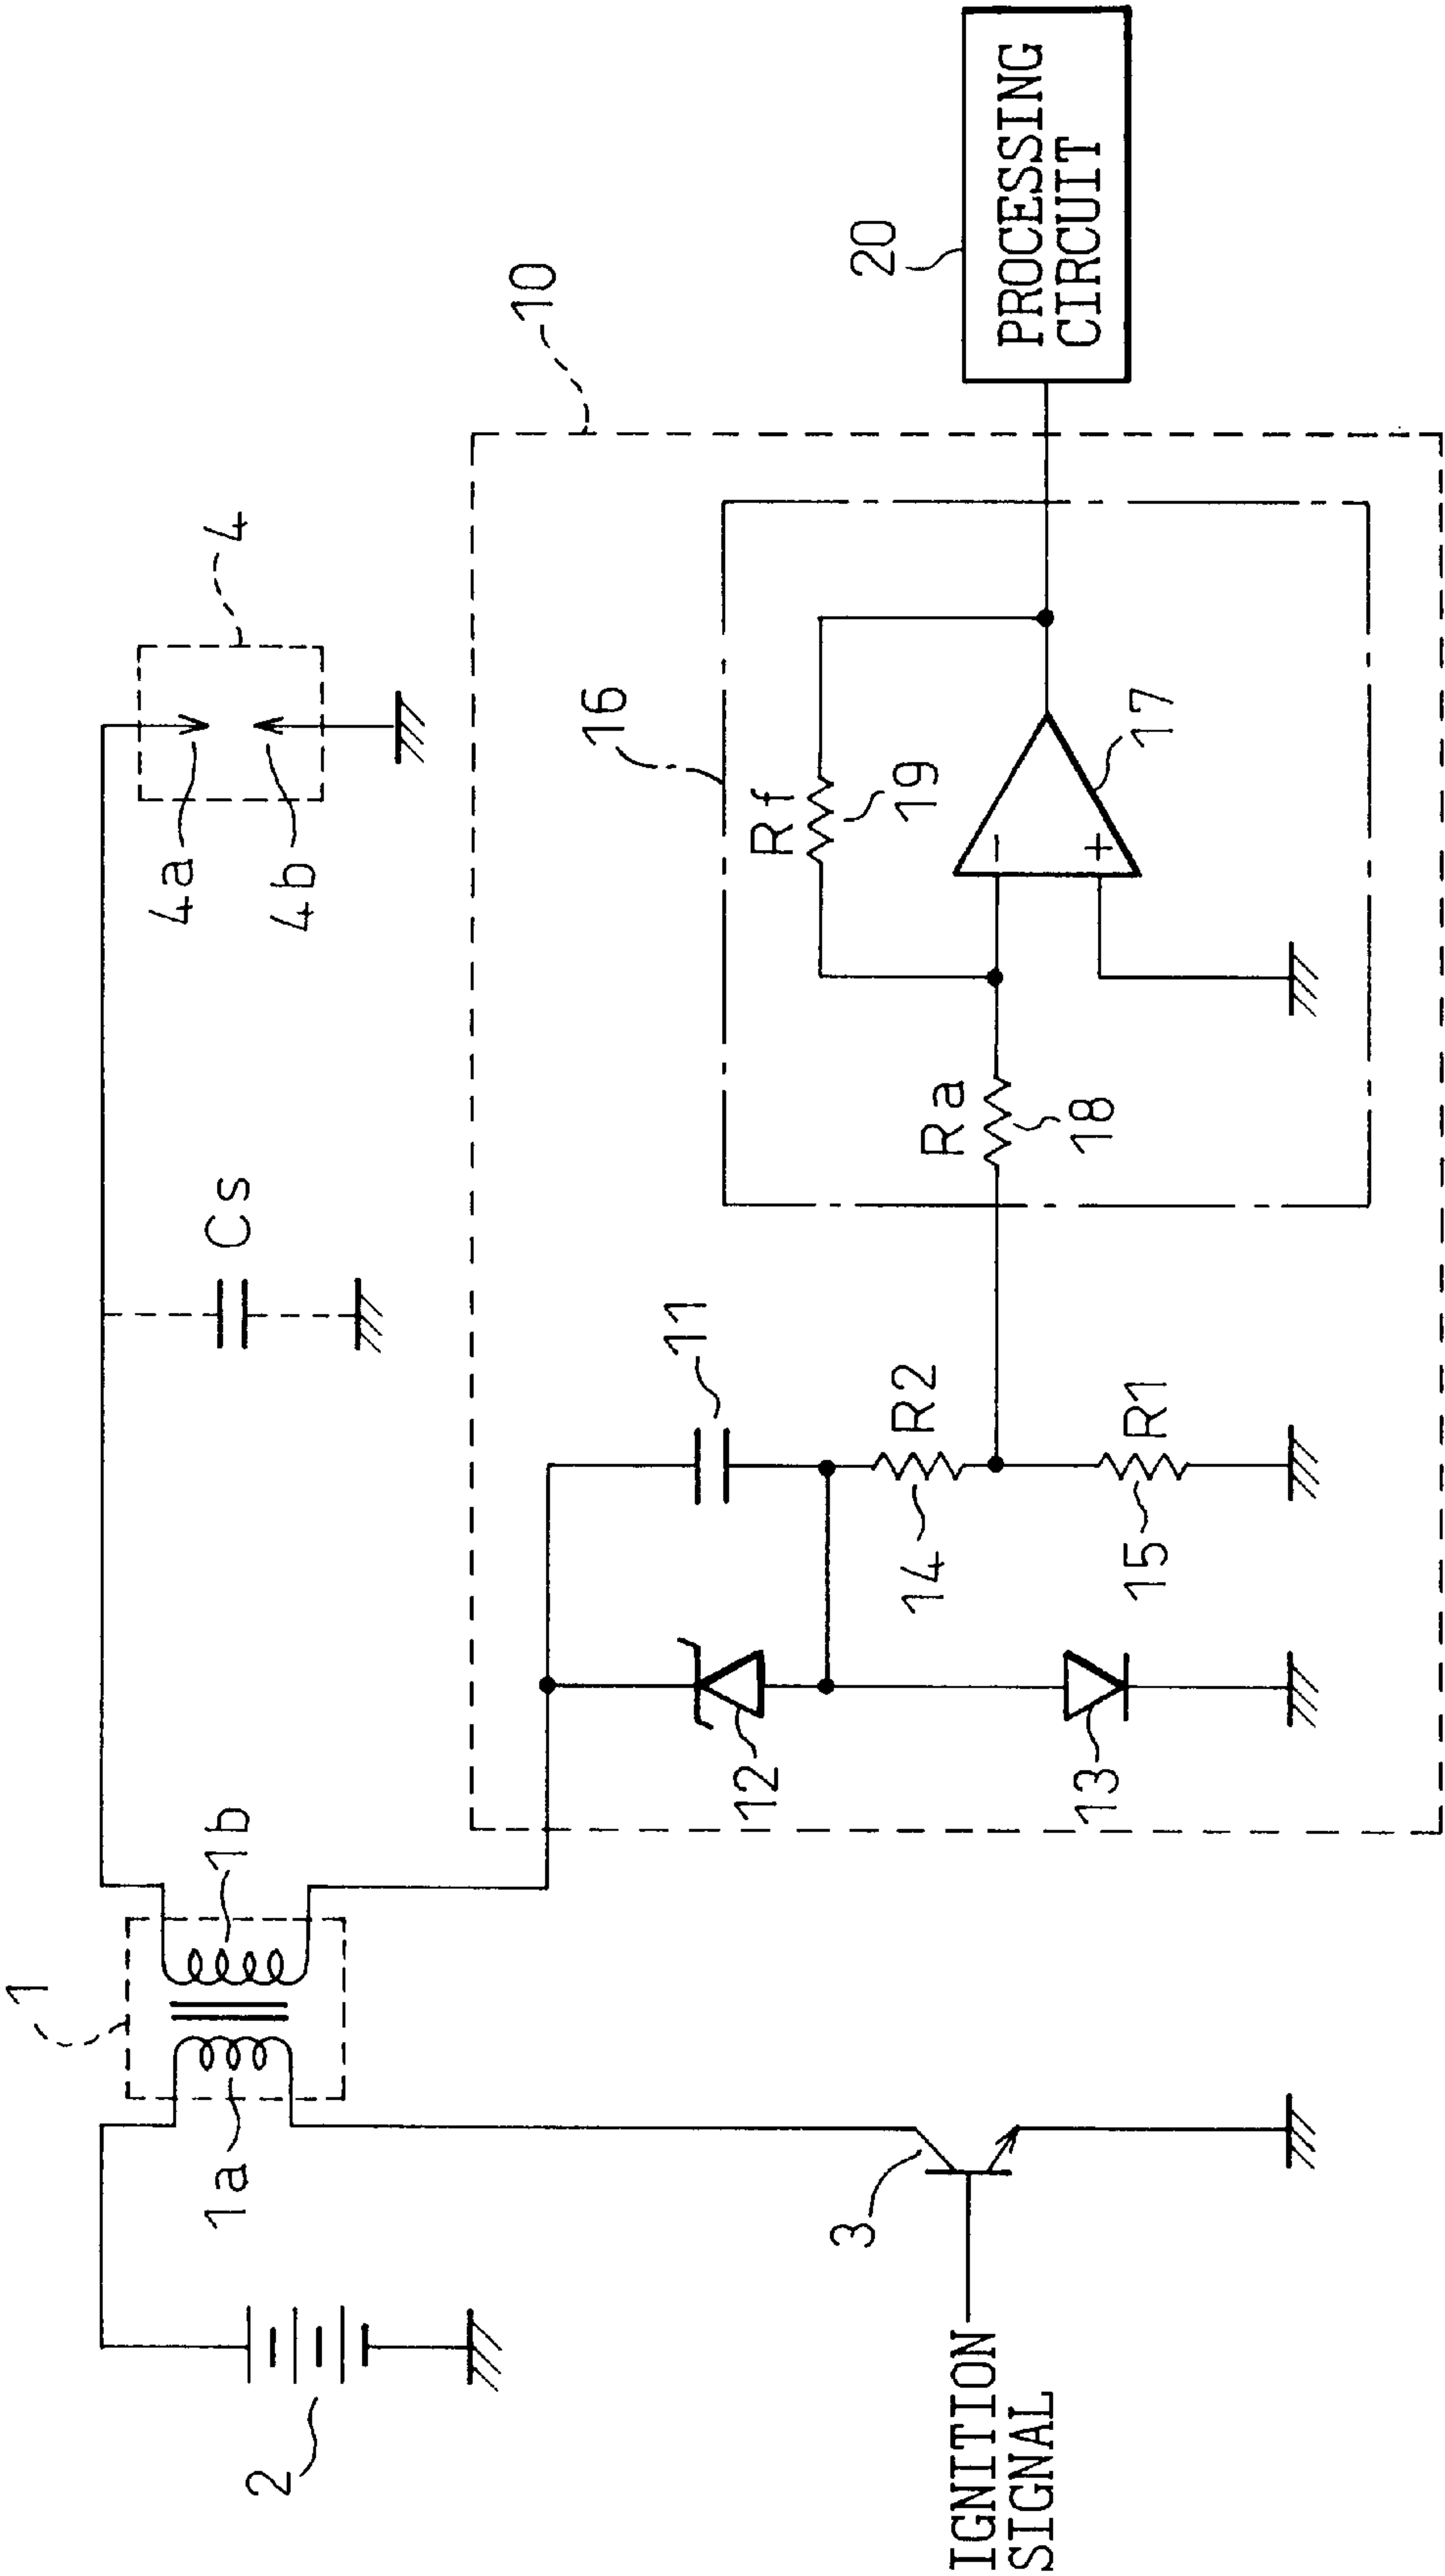 1
1a
1b
2
3
IGNITION
SIGNAL
Cs
4
4a
4b
10
11
12
13
14
R2
15
R1
16
Ra
18
Rf
19
−
+
17
20
PROCESSING
CIRCUIT